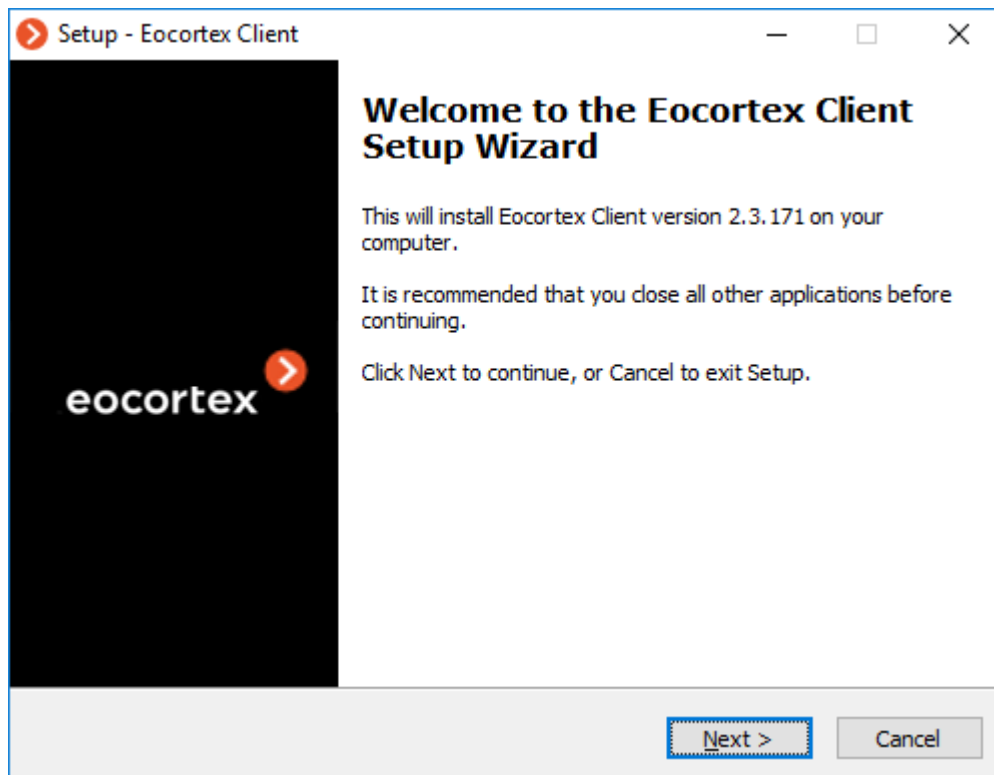 Setup - Eocortex Client
Welcome to the Eocortex Client
Setup Wizard
This will install Eocortex Client version 2.3.171 on your
computer.
It is recommended that you close all other applications before
continuing.
Click Next to continue, or Cancel to exit Setup.
eocortex
Next >
Cancel